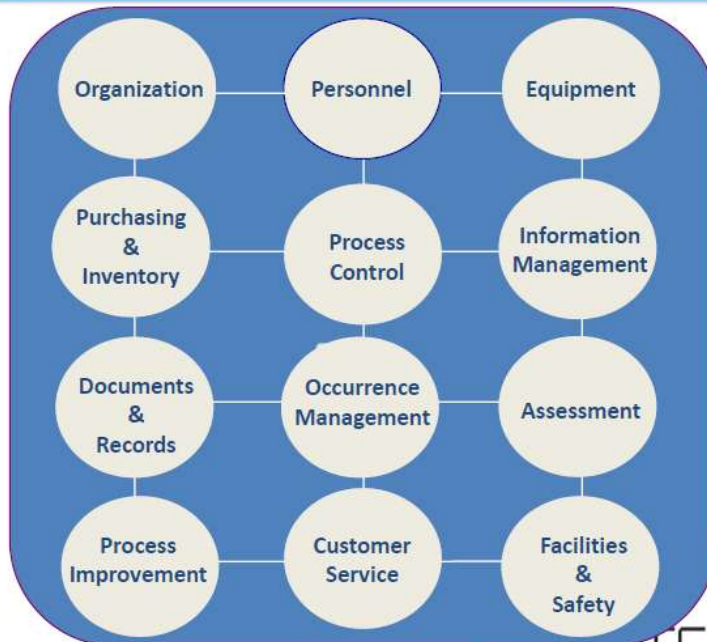 Organization
Personnel
Equipment
Purchasing
&
Inventory
Process
Control
Information
Management
Documents
&
Records
Occurrence
Management
Assessment
Process
Improvement
Customer
Service
Facilities
&
Safety